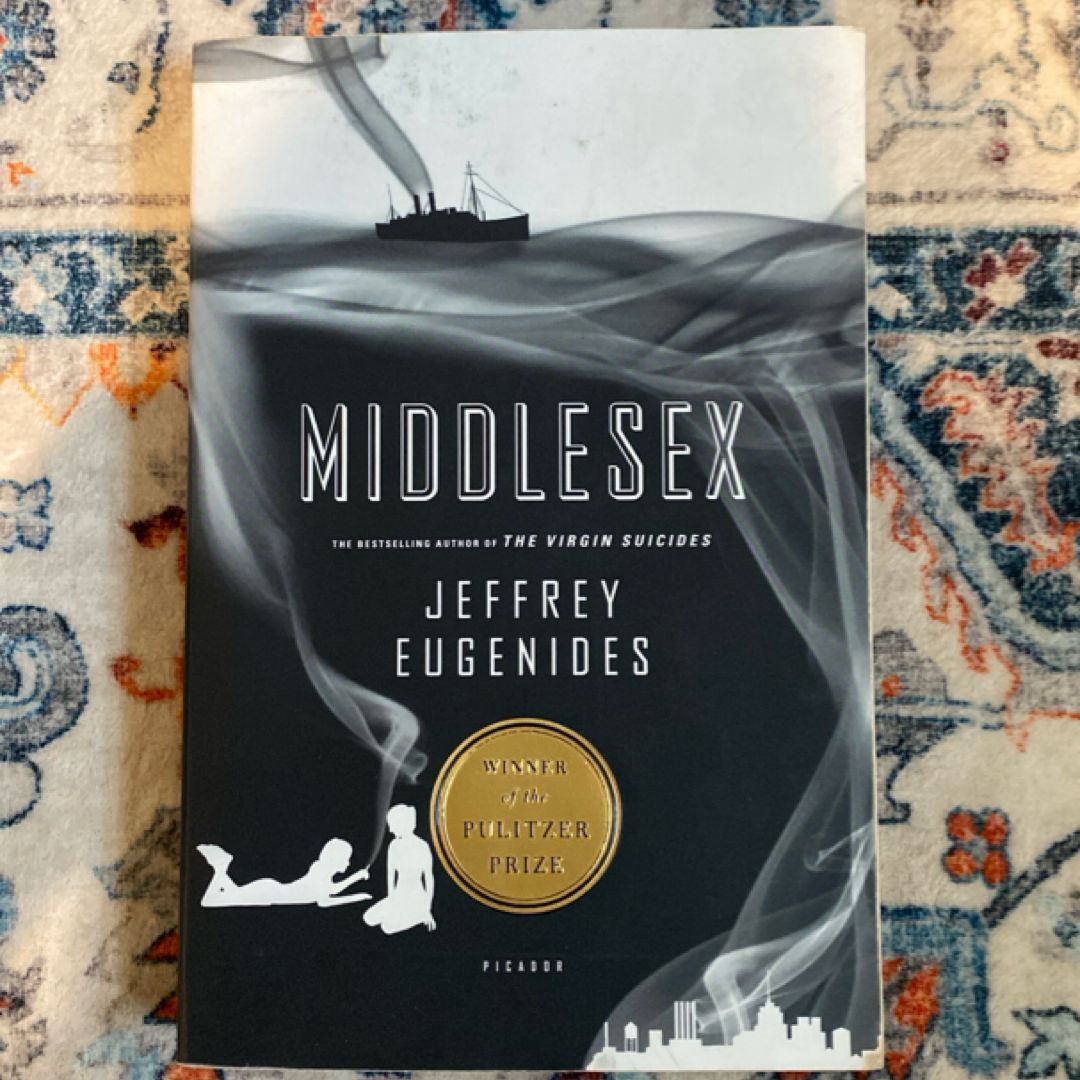 MIDDLESEX
THE BESTSELLING AUTHOR OF THE VIRGIN SUICIDES
JEFFREY
EUGENIDES
WINNER
of the
PULITZER
PRIZE
PICADOR